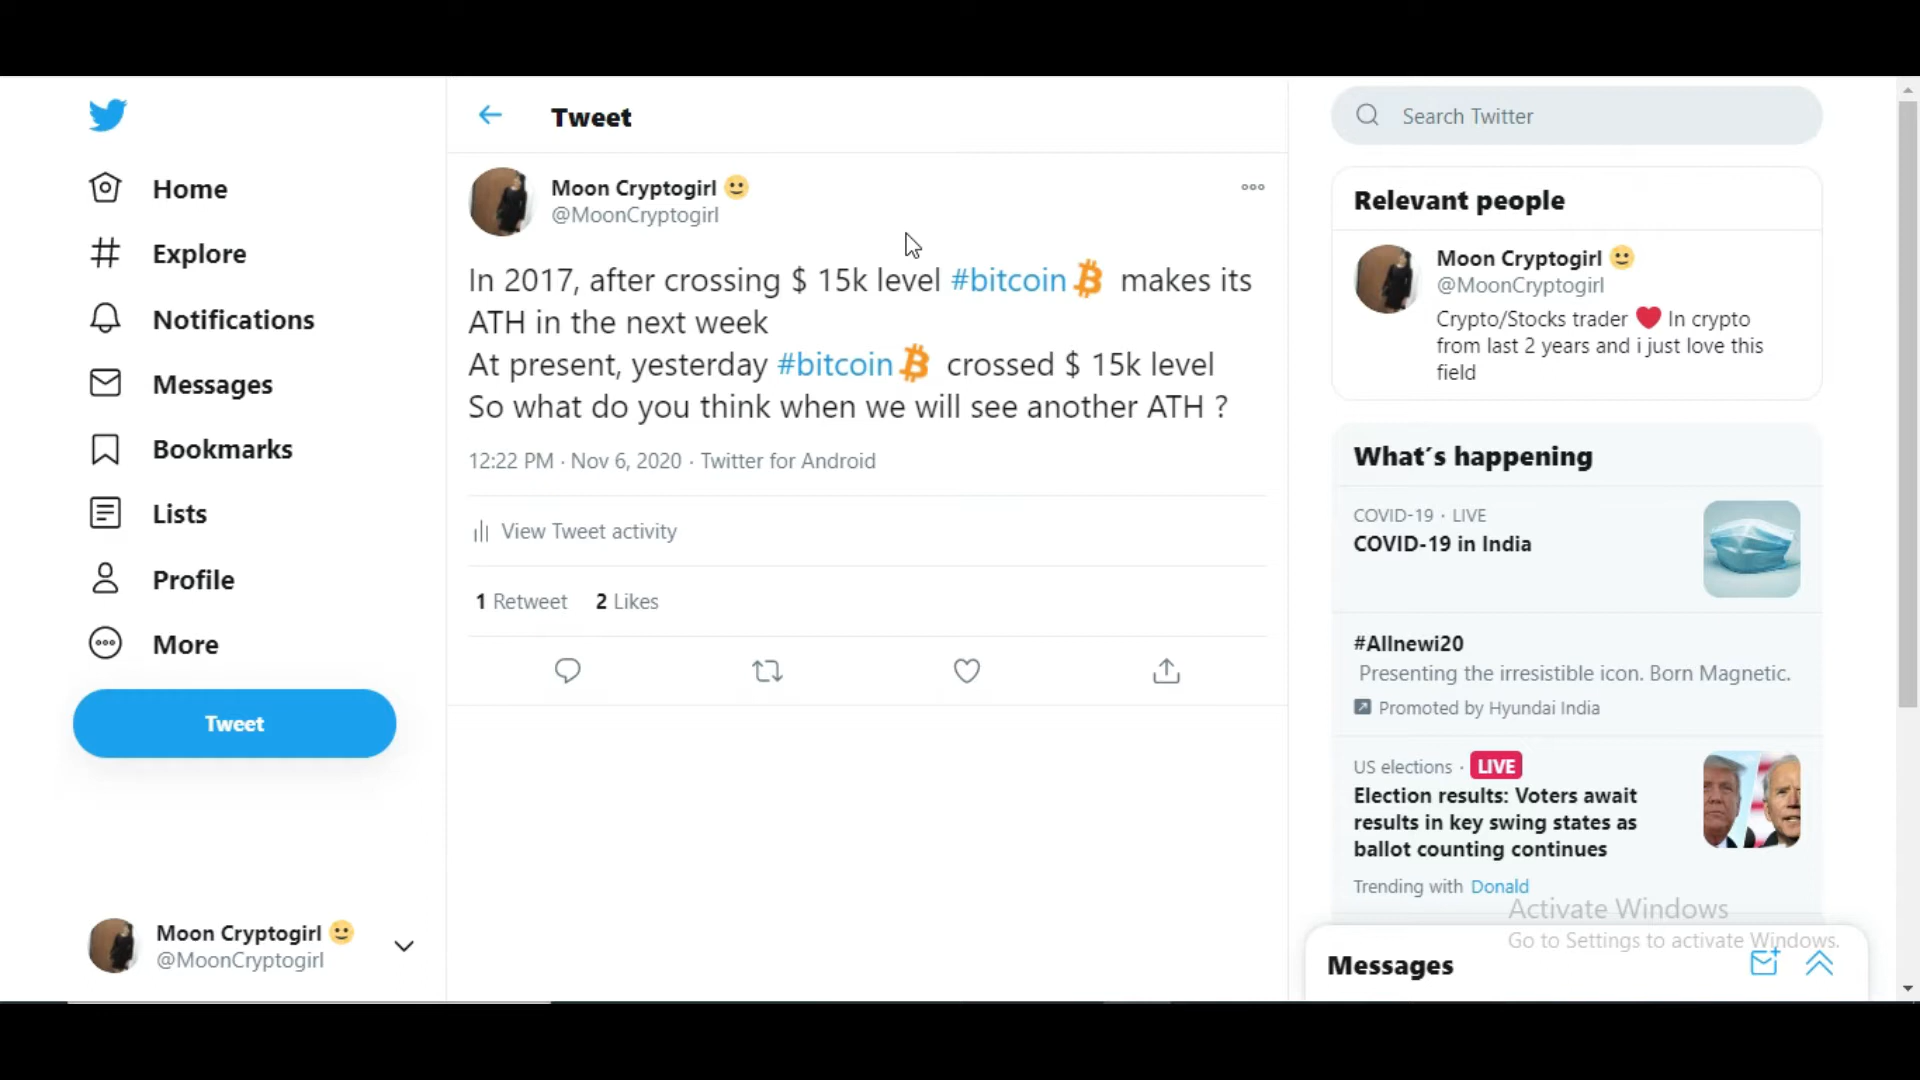 Home
Explore
Notifications
Messages
Bookmarks
Lists
Profile
More
Tweet
Moon Cryptogirl 🙂
@MoonCryptogirl
Tweet
Moon Cryptogirl 🙂
@MoonCryptogirl
In 2017, after crossing $ 15k level #bitcoin makes its
ATH in the next week
At present, yesterday #bitcoin crossed $ 15k level
So what do you think when we will see another ATH ?
12:22 PM · Nov 6, 2020 · Twitter for Android
View Tweet activity
1 Retweet 2 Likes
Search Twitter
Relevant people
Moon Cryptogirl 🙂
@MoonCryptogirl
Crypto/Stocks trader ❤️ In crypto
from last 2 years and i just love this
field
What's happening
COVID-19 · LIVE
COVID-19 in India
#Allnewi20
Presenting the irresistible icon. Born Magnetic.
Promoted by Hyundai India
US elections · LIVE
Election results: Voters await
results in key swing states as
ballot counting continues
Trending with Donald
Activate Windows
Go to Settings to activate Windows.
Messages